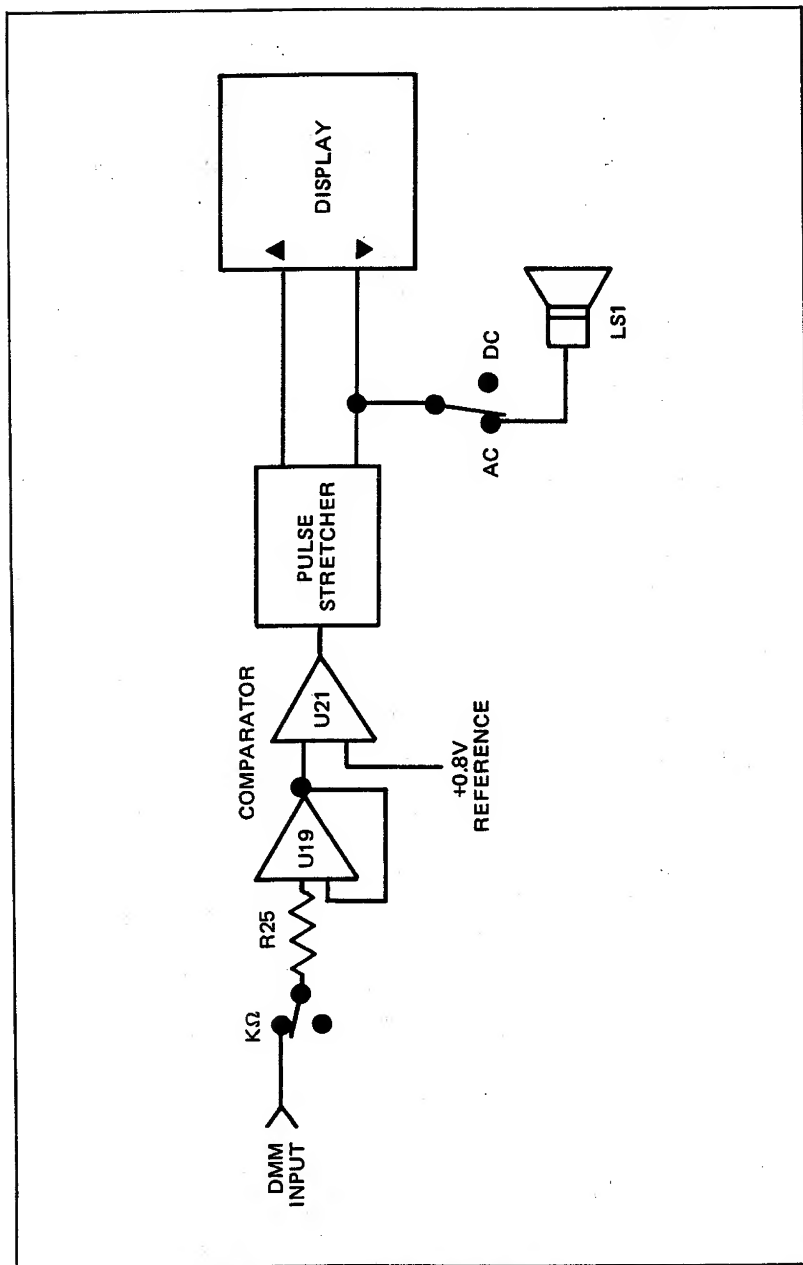 DMM
INPUT
KΩ
R25
U19
COMPARATOR
U21
+0.8V
REFERENCE
PULSE
STRETCHER
AC
DC
LS1
DISPLAY